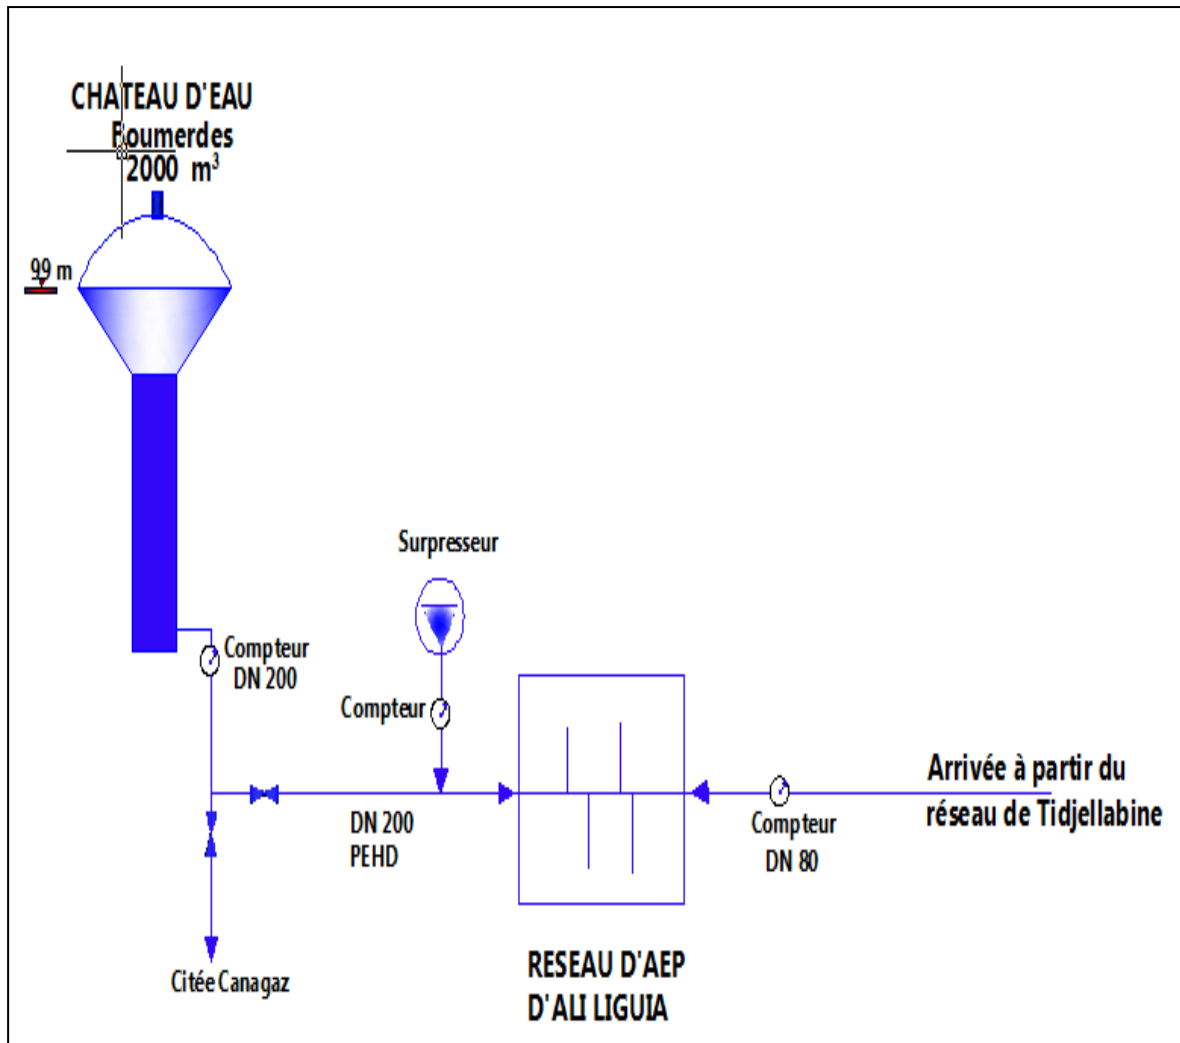 CHATEAU D'EAU
Boumerdes
2000 m³
99 m
Surpresseur
Compteur
DN 200
Compteur
DN 200
PEHD
Arrivée à partir du
réseau de Tidjellabine
Compteur
DN 80
RESEAU D'AEP
D'ALI LIGUIA
Citée Canagaz